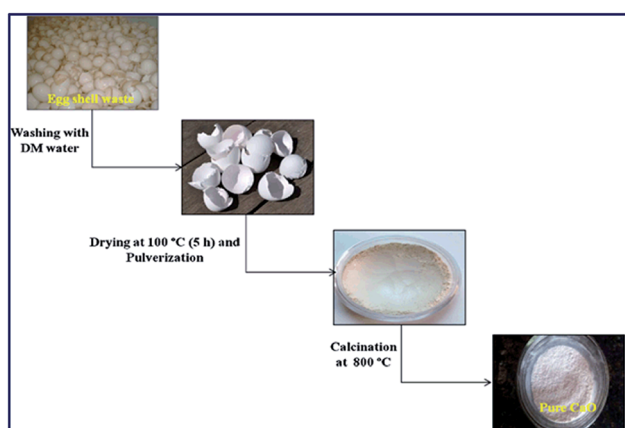 Egg shell waste
Washing with
DM water
Drying at 100 °C (5 h) and
Pulverization
Calcination
at 800 °C
Pure CaO